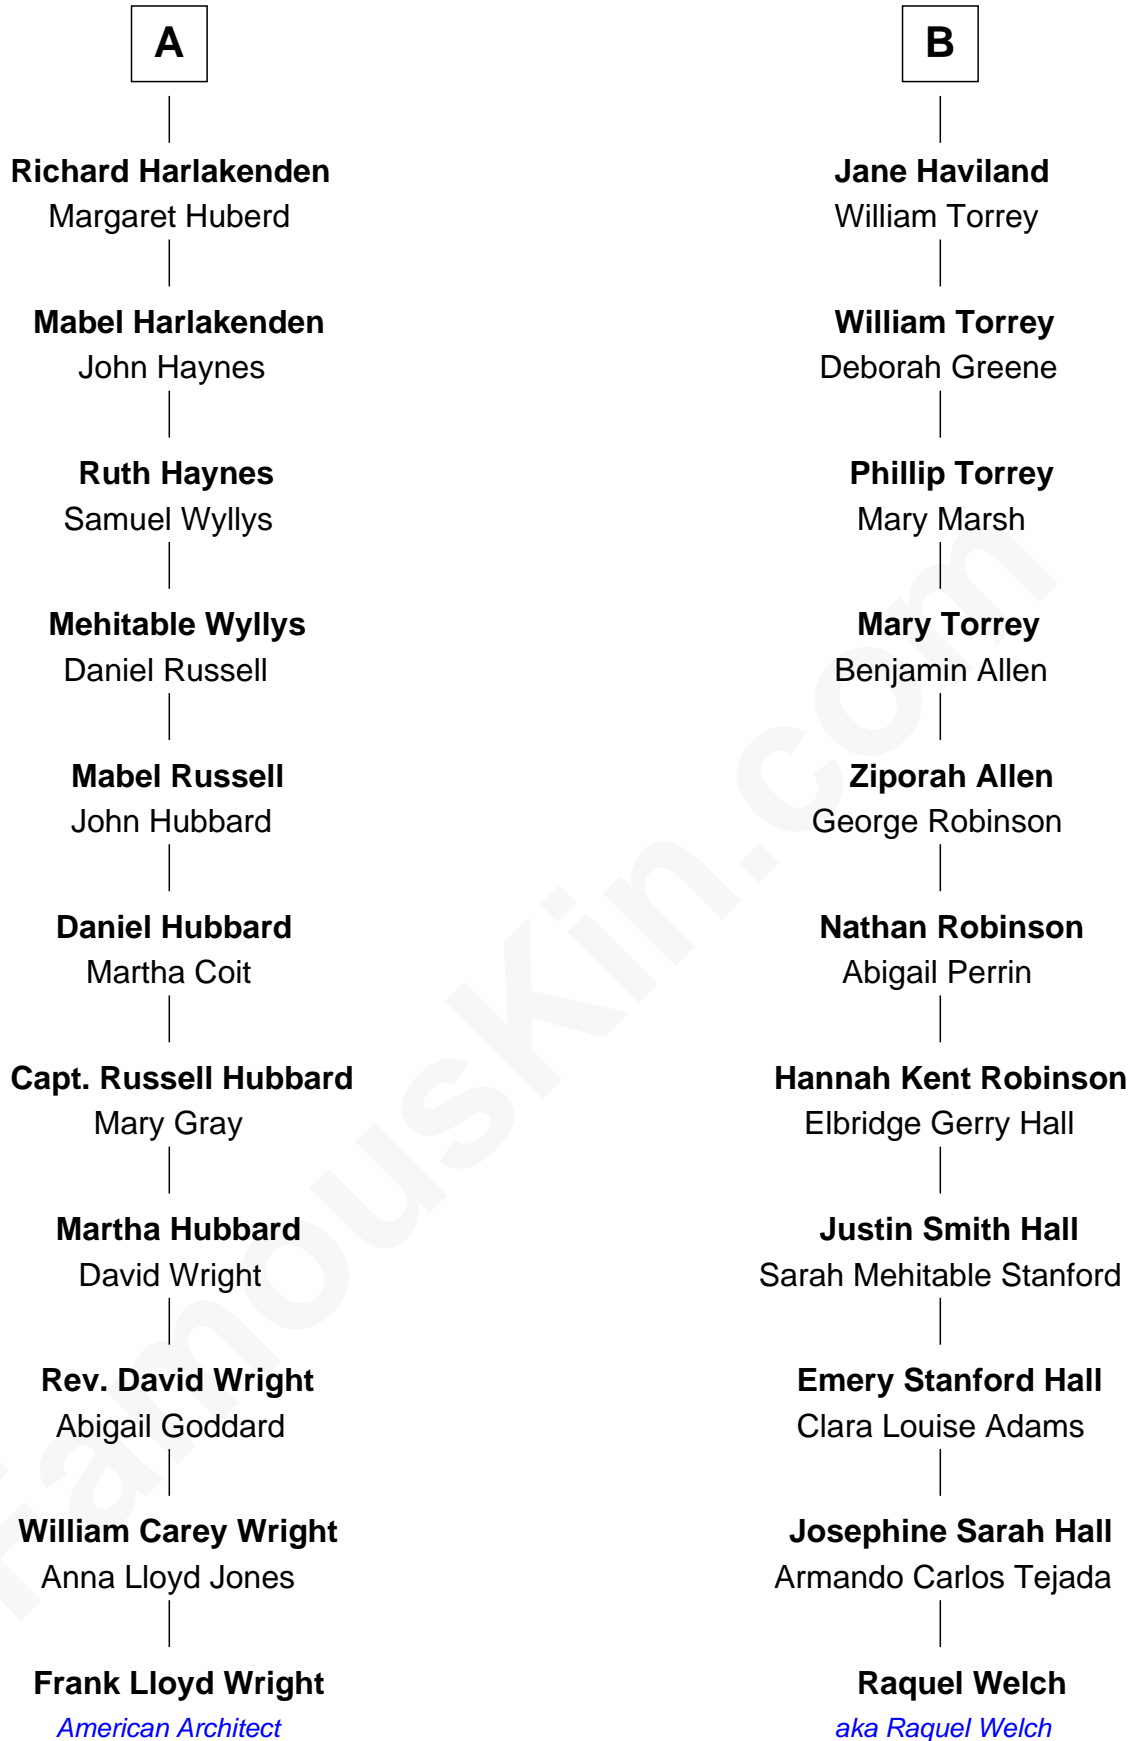 A
Richard Harlakenden
Margaret Huberd
Mabel Harlakenden
John Haynes
Ruth Haynes
Samuel Wyllys
Mehitable Wyllys
Daniel Russell
Mabel Russell
John Hubbard
Daniel Hubbard
Martha Coit
Capt. Russell Hubbard
Mary Gray
Martha Hubbard
David Wright
Rev. David Wright
Abigail Goddard
William Carey Wright
Anna Lloyd Jones
Frank Lloyd Wright
American Architect
B
Jane Haviland
William Torrey
William Torrey
Deborah Greene
Phillip Torrey
Mary Marsh
Mary Torrey
Benjamin Allen
Ziporah Allen
George Robinson
Nathan Robinson
Abigail Perrin
Hannah Kent Robinson
Elbridge Gerry Hall
Justin Smith Hall
Sarah Mehitable Stanford
Emery Stanford Hall
Clara Louise Adams
Josephine Sarah Hall
Armando Carlos Tejada
Raquel Welch
aka Raquel Welch
FamousKin.com